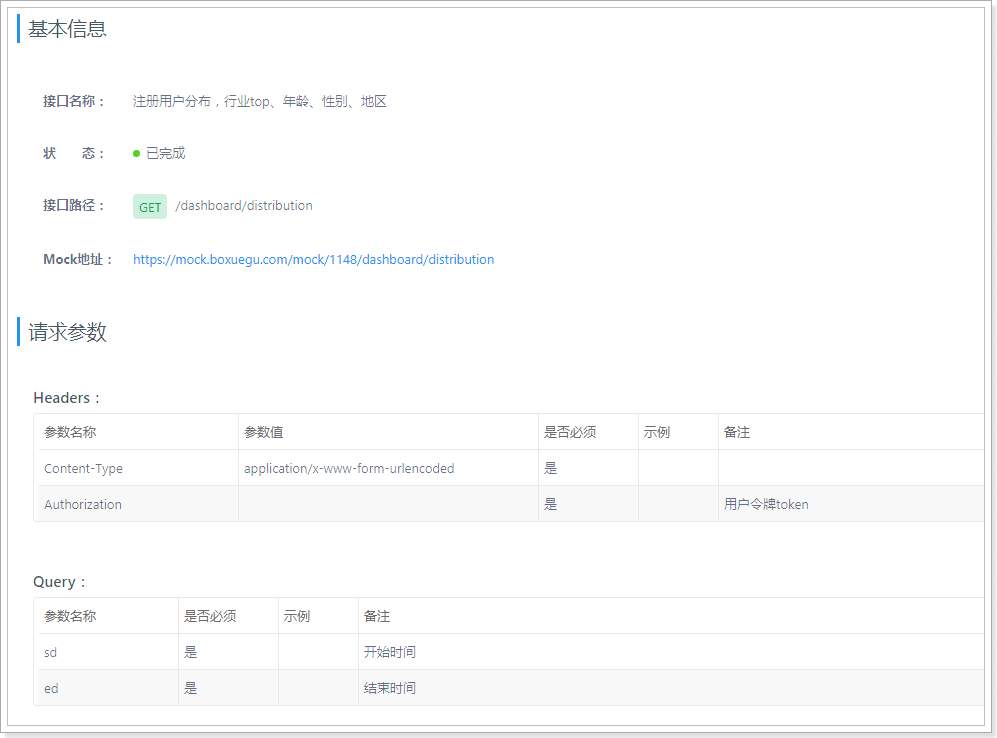 基本信息
接口名称： 注册用户分布，行业top、年龄、性别、地区
状　　态： 已完成
接口路径： GET /dashboard/distribution
Mock地址： https://mock.boxuegu.com/mock/1148/dashboard/distribution
请求参数
Headers：
参数名称 参数值 是否必须 示例 备注
Content-Type application/x-www-form-urlencoded 是
Authorization 是 用户令牌token
Query：
参数名称 是否必须 示例 备注
sd 是 开始时间
ed 是 结束时间